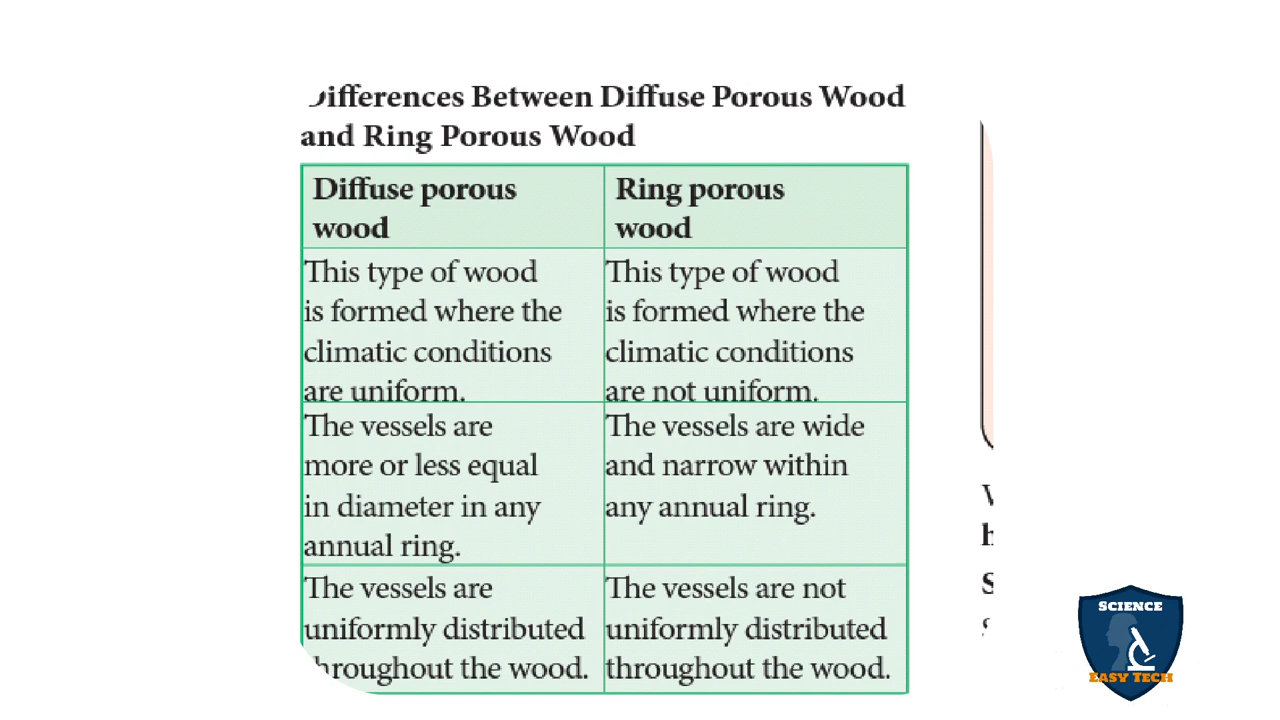 Differences Between Diffuse Porous Wood
and Ring Porous Wood
Diffuse porous
wood
Ring porous
wood
This type of wood
is formed where the
climatic conditions
are uniform.
This type of wood
is formed where the
climatic conditions
are not uniform.
The vessels are
more or less equal
in diameter in any
annual ring.
The vessels are wide
and narrow within
any annual ring.
The vessels are
uniformly distributed
throughout the wood.
The vessels are not
uniformly distributed
throughout the wood.
SCIENCE
EASY TECH